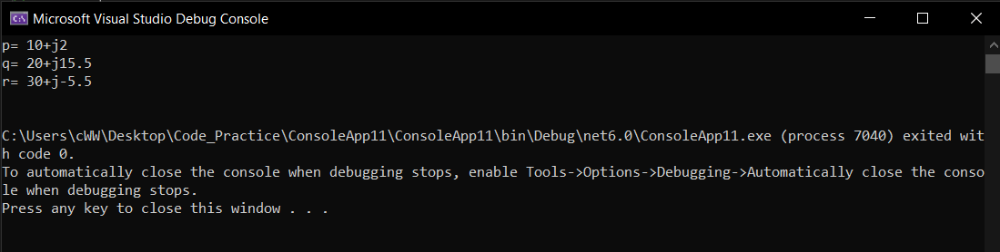 Microsoft Visual Studio Debug Console
p= 10+j2
q= 20+j15.5
r= 30+j-5.5
C:\Users\cWW\Desktop\Code_Practice\ConsoleApp11\ConsoleApp11\bin\Debug\net6.0\ConsoleApp11.exe (process 7040) exited wit
h code 0.
To automatically close the console when debugging stops, enable Tools->Options->Debugging->Automatically close the conso
le when debugging stops.
Press any key to close this window . . .